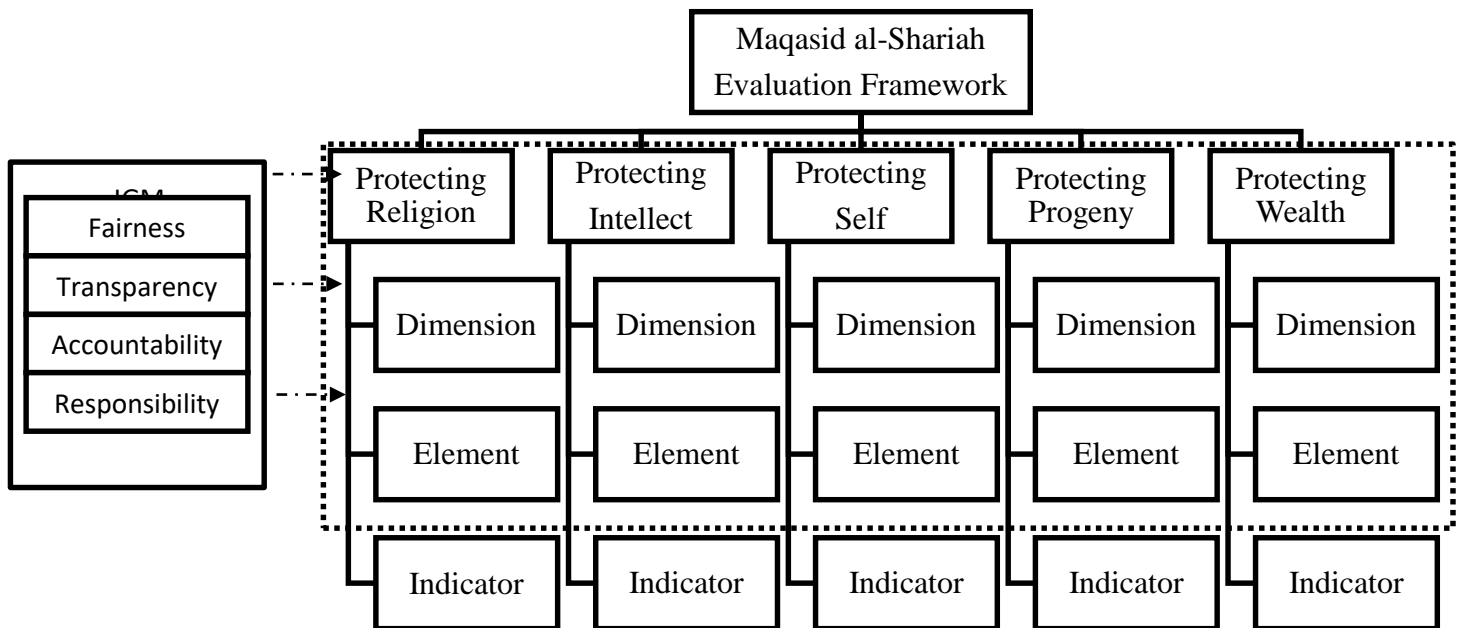 Maqasid al-Shariah
Evaluation Framework
Fairness
Transparency
Accountability
Responsibility
Protecting
Religion
Protecting
Intellect
Protecting
Self
Protecting
Progeny
Protecting
Wealth
Dimension
Dimension
Dimension
Dimension
Dimension
Element
Element
Element
Element
Element
Indicator
Indicator
Indicator
Indicator
Indicator